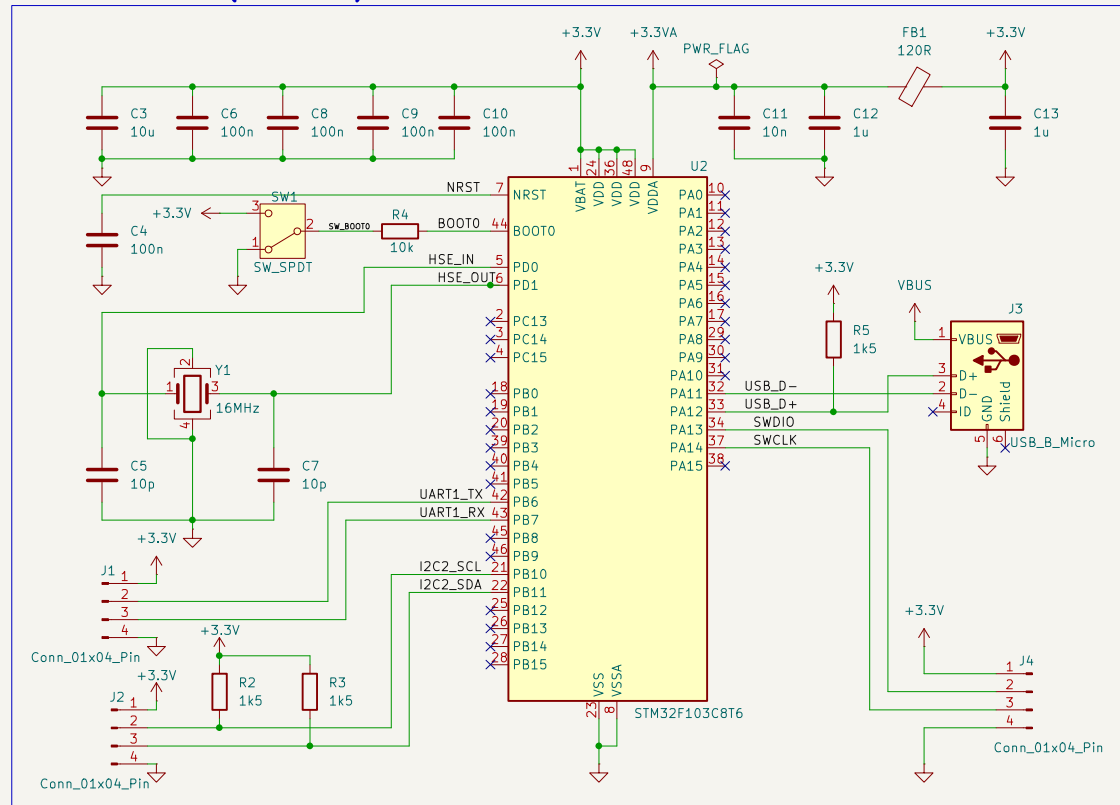 +3.3V
+3.3VA
PWR_FLAG
FB1
120R
+3.3V
C3
10u
C6
100n
C8
100n
C9
100n
C10
100n
C11
10n
C12
1u
C13
1u
U2
1
24
36
48
9
VBAT
VDD
VDD
VDD
VDDA
NRST
7
NRST
SW1
+3.3V
3
2
1
SW_SPDT
SW_BOOT0
R4
10k
BOOT0
44
BOOT0
C4
100n
HSE_IN
5
PD0
HSE_OUT
6
PD1
2
PC13
3
PC14
4
PC15
18
PB0
19
PB1
20
PB2
39
PB3
40
PB4
41
PB5
UART1_TX
42
PB6
UART1_RX
43
PB7
45
PB8
46
PB9
I2C2_SCL
21
PB10
I2C2_SDA
22
PB11
25
PB12
26
PB13
27
PB14
28
PB15
PA0
10
PA1
11
PA2
12
PA3
13
PA4
14
PA5
15
PA6
16
PA7
17
PA8
29
PA9
30
PA10
31
PA11
32
USB_D-
PA12
33
USB_D+
PA13
34
SWDIO
PA14
37
SWCLK
PA15
38
VSS
VSSA
23
8
STM32F103C8T6
Y1
16MHz
1
2
3
4
C5
10p
C7
10p
+3.3V
J1
1
2
3
4
Conn_01x04_Pin
+3.3V
J2
1
2
3
4
Conn_01x04_Pin
+3.3V
R2
1k5
R3
1k5
+3.3V
R5
1k5
VBUS
J3
1
VBUS
3
D+
2
D-
4
ID
GND
Shield
5
6
USB_B_Micro
+3.3V
J4
1
2
3
4
Conn_01x04_Pin